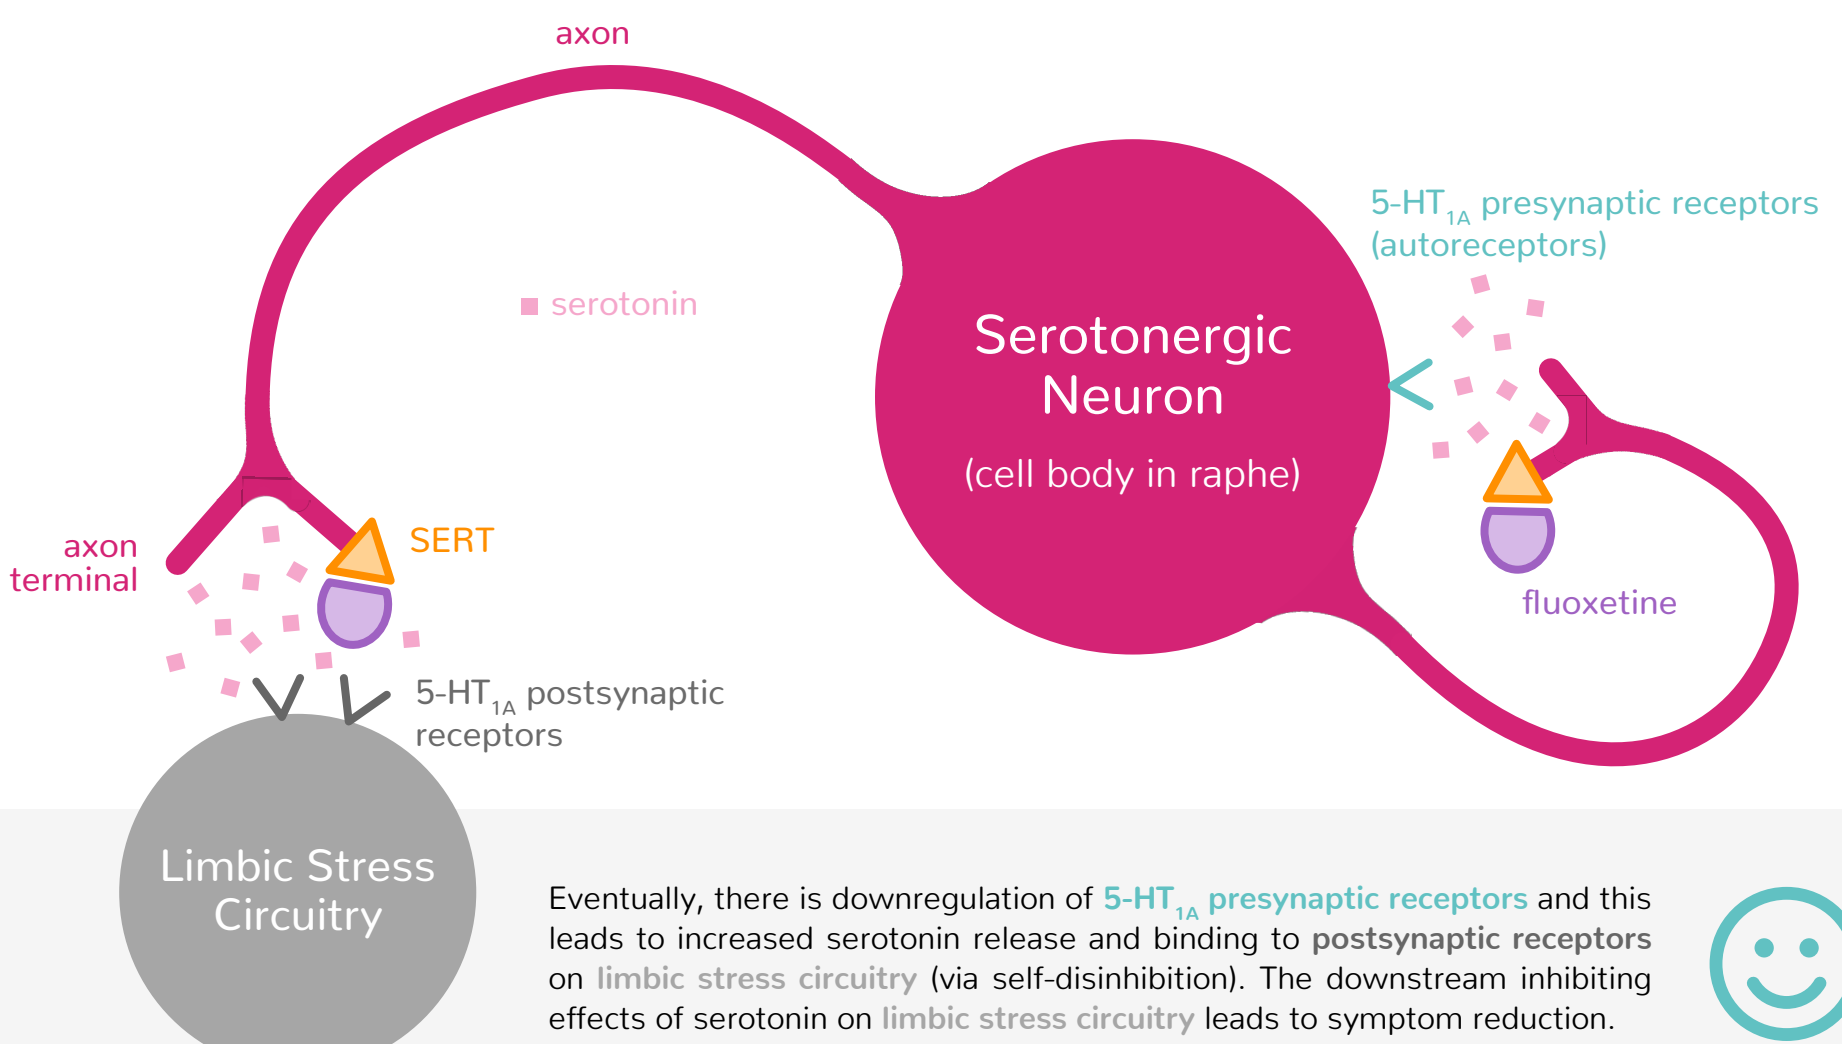 axon
5-HT1A presynaptic receptors
(autoreceptors)
serotonin
Serotonergic
Neuron
(cell body in raphe)
axon
terminal
SERT
fluoxetine
5-HT1A postsynaptic
receptors
Limbic Stress
Circuitry
Eventually, there is downregulation of 5-HT1A presynaptic receptors and this
leads to increased serotonin release and binding to postsynaptic receptors
on limbic stress circuitry (via self-disinhibition). The downstream inhibiting
effects of serotonin on limbic stress circuitry leads to symptom reduction.